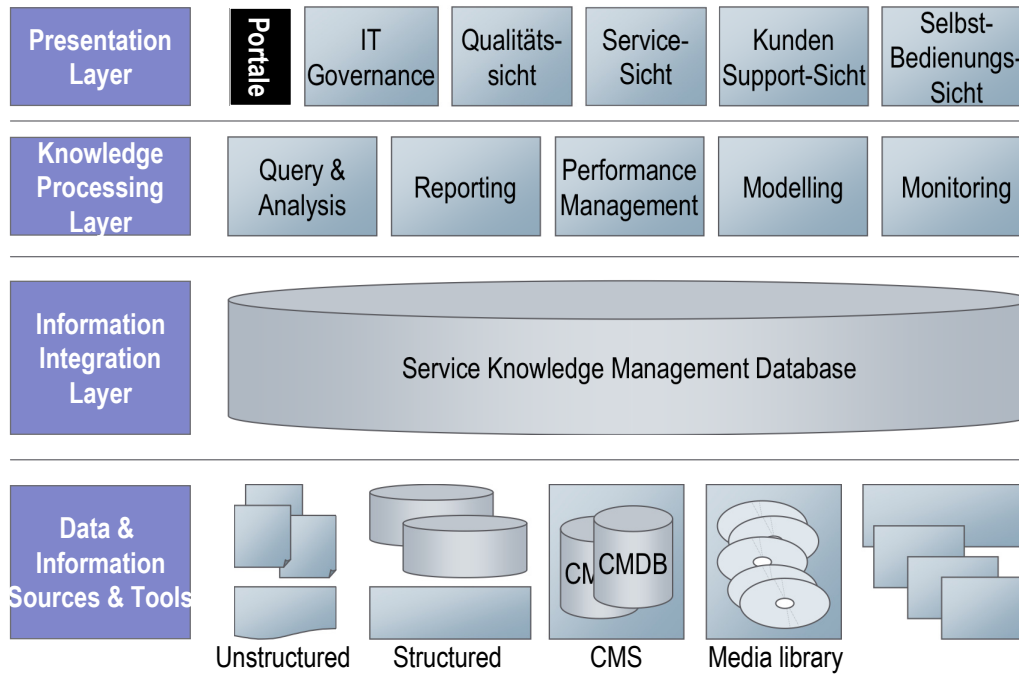 Presentation
Layer
Portale
IT
Governance
Qualitäts-
sicht
Service-
Sicht
Kunden
Support-Sicht
Selbst-
Bedienungs-
Sicht
Knowledge
Processing
Layer
Query &
Analysis
Reporting
Performance
Management
Modelling
Monitoring
Information
Integration
Layer
Service Knowledge Management Database
Data &
Information
Sources & Tools
CM
CMDB
Unstructured
Structured
CMS
Media library